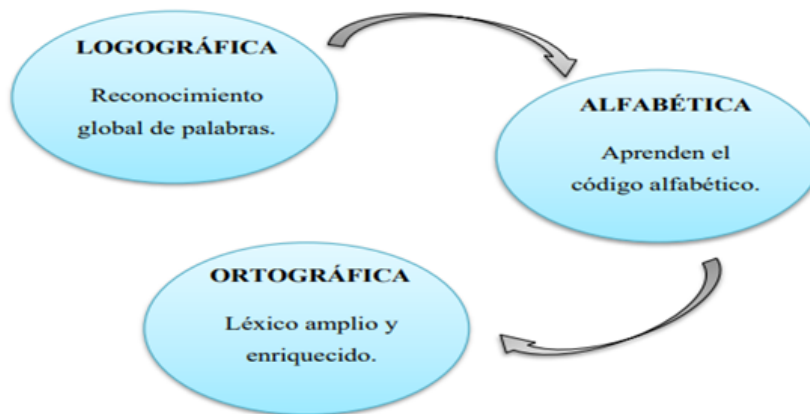 LOGOGRÁFICA
Reconocimiento
global de palabras.
ALFABÉTICA
Aprenden el
código alfabético.
ORTOGRÁFICA
Léxico amplio y
enriquecido.